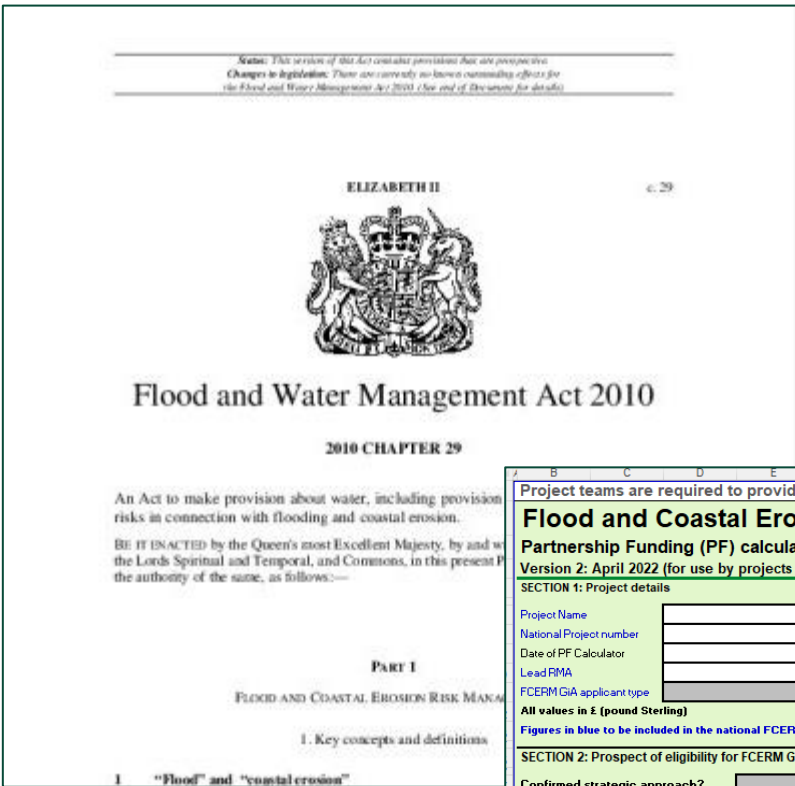 Status: This version of this Act contains provisions that are prospective.
Changes to legislation: There are currently no known outstanding effects for
the Flood and Water Management Act 2010. (See end of Document for details)
ELIZABETH II
c. 29
Flood and Water Management Act 2010
2010 CHAPTER 29
An Act to make provision about water, including provision
risks in connection with flooding and coastal erosion.
BE IT ENACTED by the Queen's most Excellent Majesty, by and w
the Lords Spiritual and Temporal, and Commons, in this present P
the authority of the same, as follows:—
PART 1
FLOOD AND COASTAL EROSION RISK MANA
1. Key concepts and definitions
1 "Flood" and "coastal erosion"
B C D E
Project teams are required to provid
Flood and Coastal Ero
Partnership Funding (PF) calcula
Version 2: April 2022 (for use by projects
SECTION 1: Project details
Project Name
National Project number
Date of PF Calculator
Lead RMA
FCERM GiA applicant type
All values in £ (pound Sterling)
Figures in blue to be included in the national FCER
SECTION 2: Prospect of eligibility for FCERM G
Confirmed strategic approach?